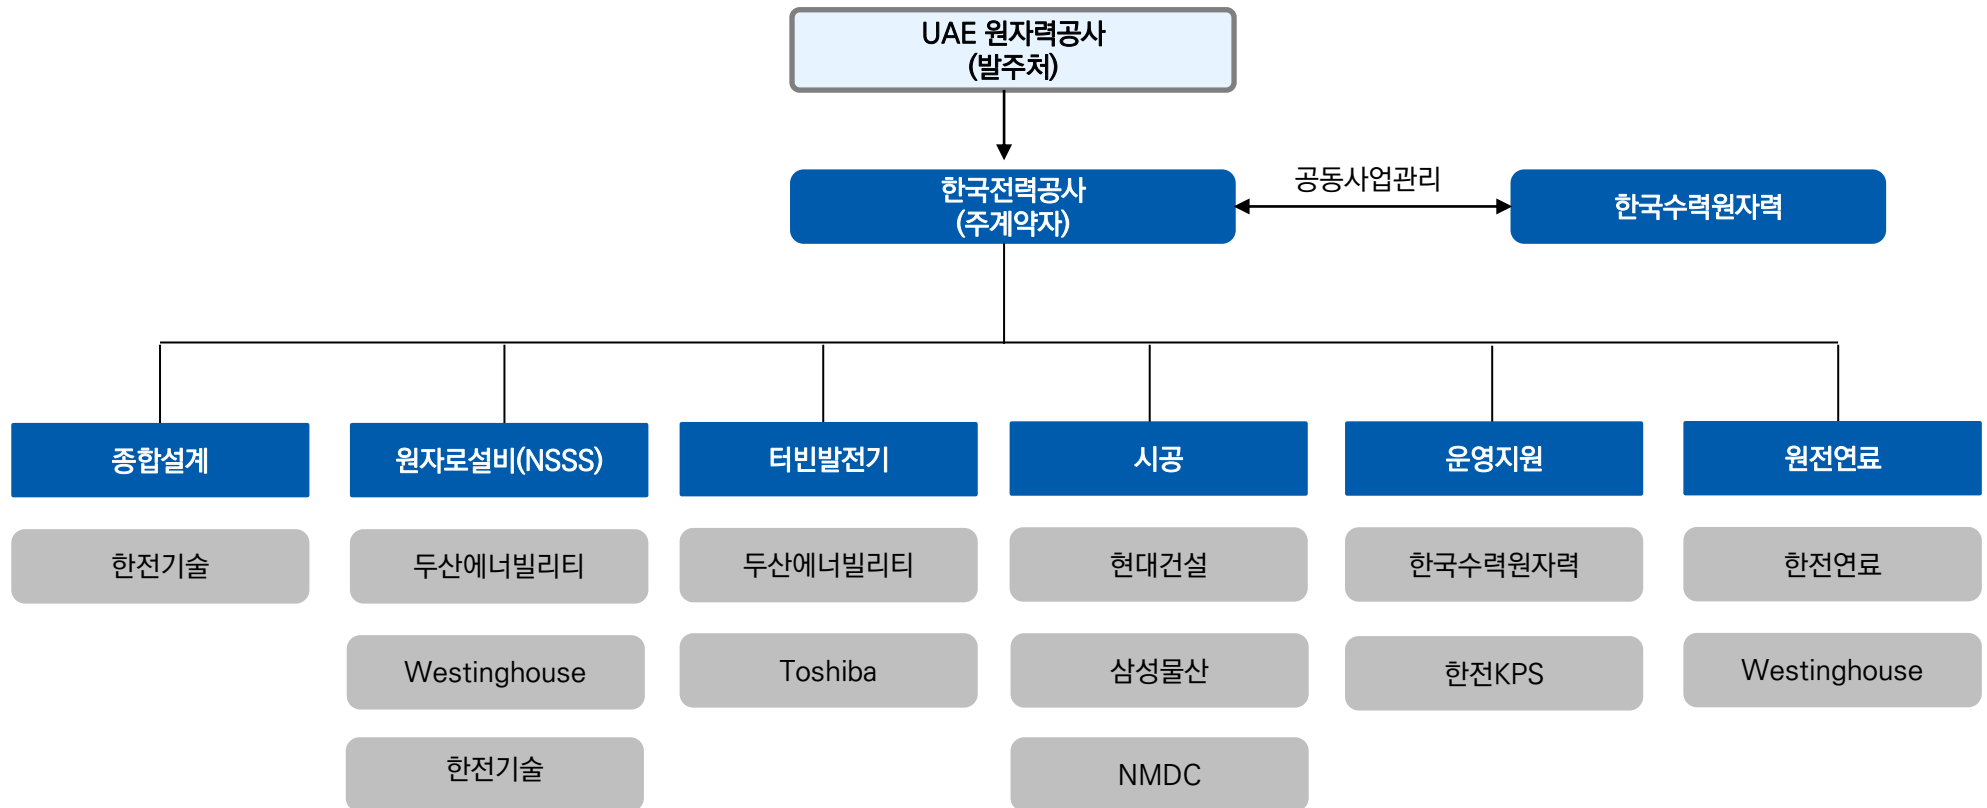 UAE 원자력공사
(발주처)
한국전력공사
(주계약자)
공동사업관리
한국수력원자력
종합설계
원자로설비(NSSS)
터빈발전기
시공
운영지원
원전연료
한전기술
두산에너빌리티
두산에너빌리티
현대건설
한국수력원자력
한전연료
Westinghouse
Toshiba
삼성물산
한전KPS
Westinghouse
한전기술
NMDC